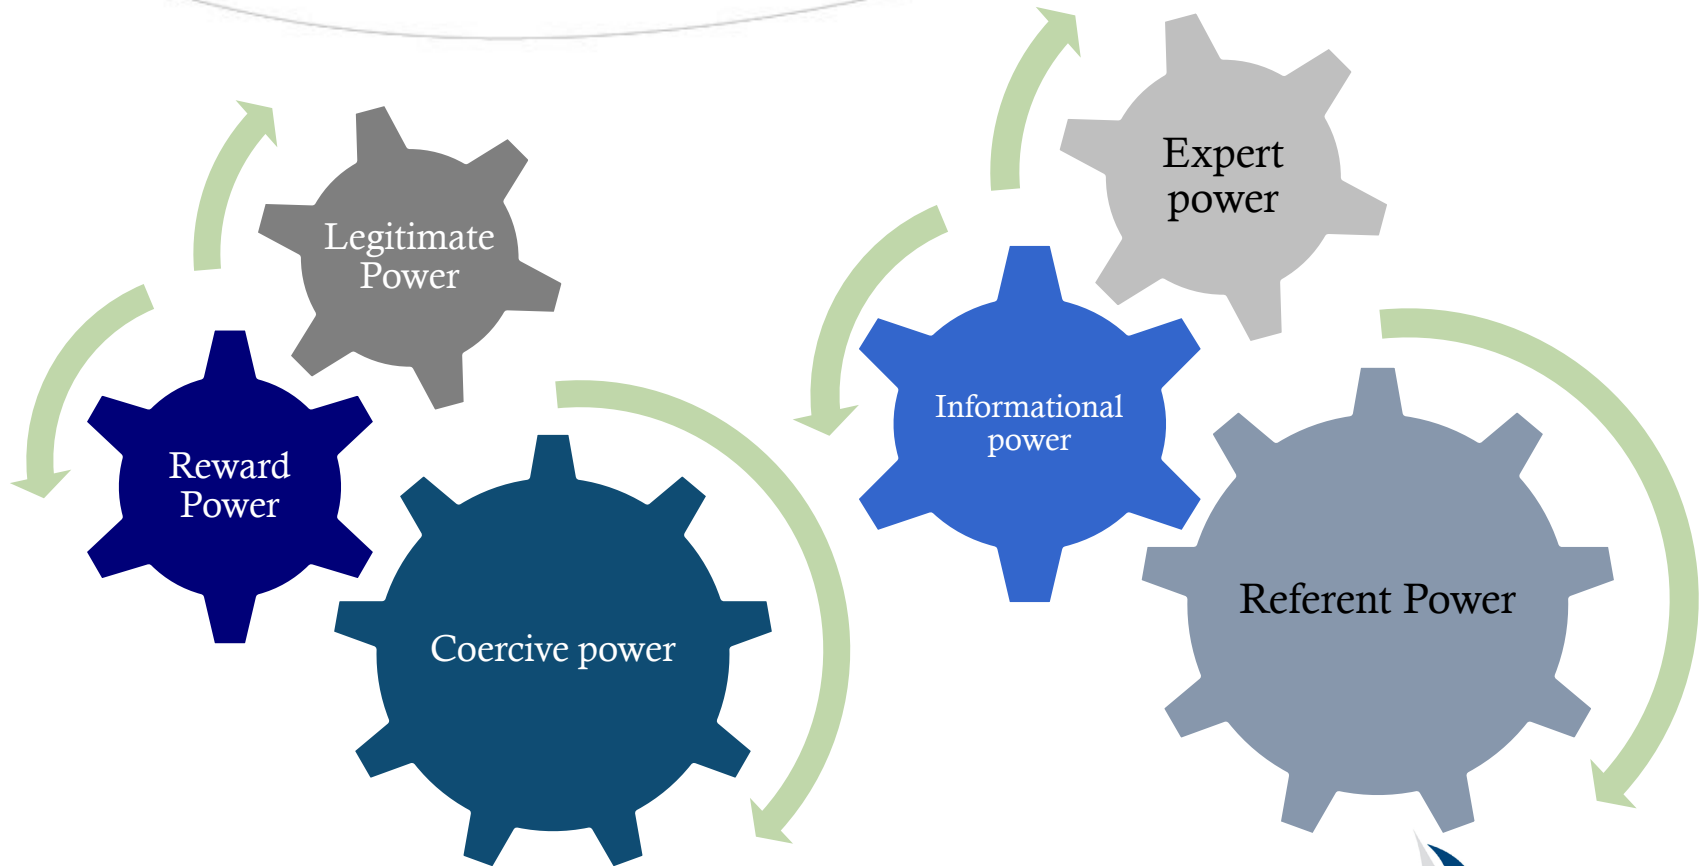 Legitimate
Power
Reward
Power
Coercive power
Expert
power
Informational
power
Referent Power